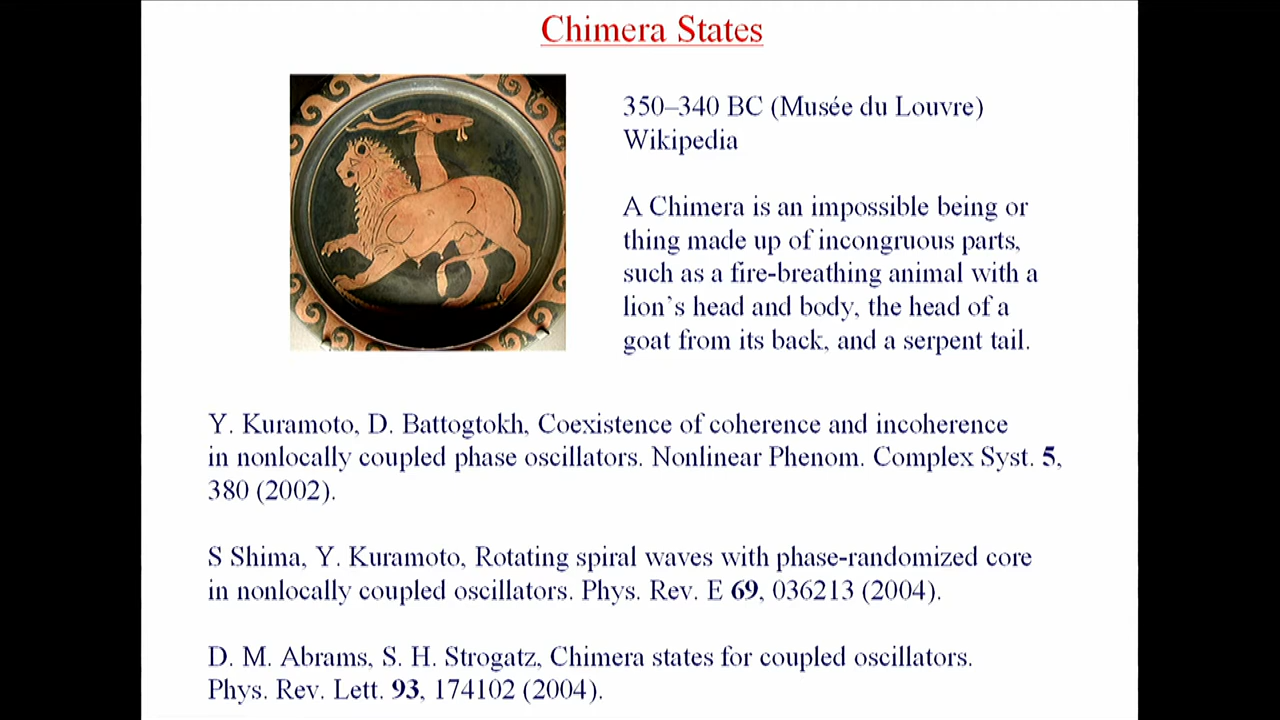 Chimera States
350–340 BC (Musée du Louvre)
Wikipedia
A Chimera is an impossible being or
thing made up of incongruous parts,
such as a fire-breathing animal with a
lion's head and body, the head of a
goat from its back, and a serpent tail.
Y. Kuramoto, D. Battogtokh, Coexistence of coherence and incoherence
in nonlocally coupled phase oscillators. Nonlinear Phenom. Complex Syst. 5,
380 (2002).
S Shima, Y. Kuramoto, Rotating spiral waves with phase-randomized core
in nonlocally coupled oscillators. Phys. Rev. E 69, 036213 (2004).
D. M. Abrams, S. H. Strogatz, Chimera states for coupled oscillators.
Phys. Rev. Lett. 93, 174102 (2004).